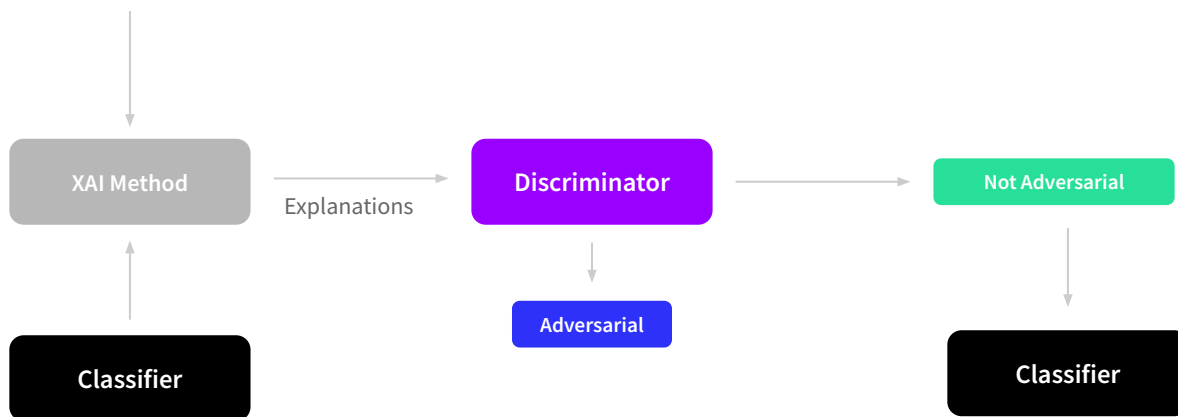 XAI Method
Explanations
Discriminator
Not Adversarial
Adversarial
Classifier
Classifier